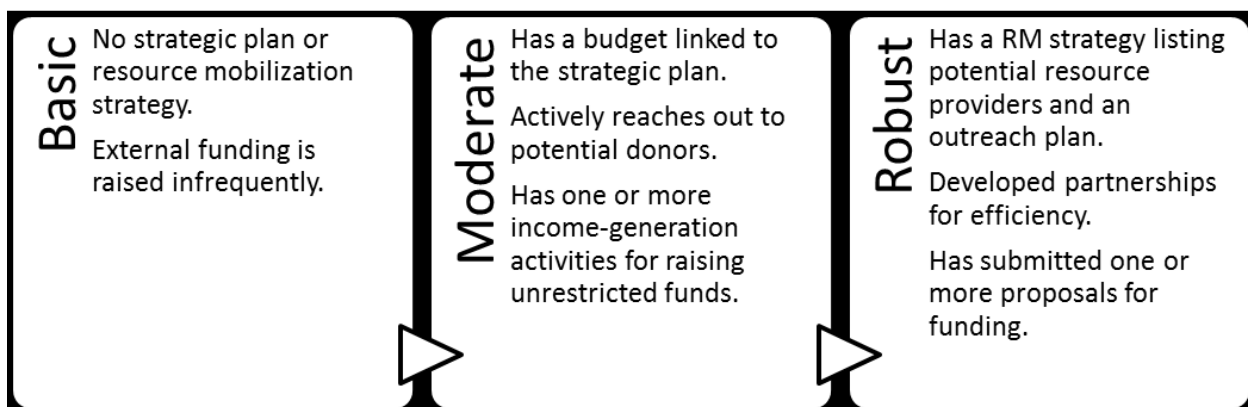 Basic
No strategic plan or
resource mobilization
strategy.
External funding is
raised infrequently.
Moderate
Has a budget linked to
the strategic plan.
Actively reaches out to
potential donors.
Has one or more
income-generation
activities for raising
unrestricted funds.
Robust
Has a RM strategy listing
potential resource
providers and an
outreach plan.
Developed partnerships
for efficiency.
Has submitted one or
more proposals for
funding.